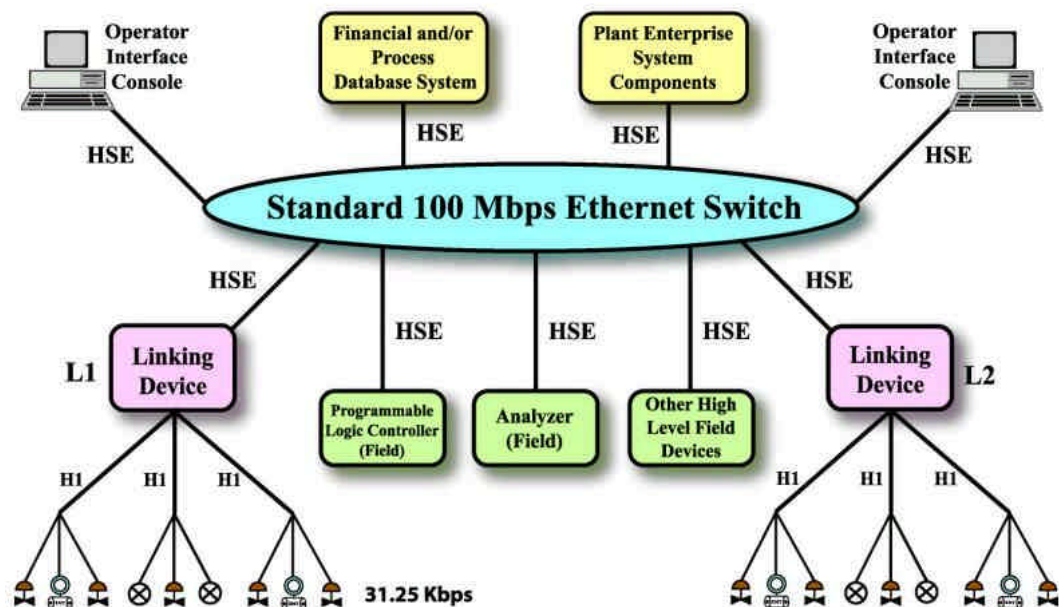 Operator
Interface
Console
Financial and/or
Process
Database System
Plant Enterprise
System
Components
Operator
Interface
Console
HSE
HSE
HSE
HSE
Standard 100 Mbps Ethernet Switch
HSE
HSE
HSE
HSE
HSE
L1
Linking
Device
Programmable
Logic Controller
(Field)
Analyzer
(Field)
Other High
Level Field
Devices
Linking
Device
L2
H1
H1
H1
H1
H1
H1
31.25 Kbps